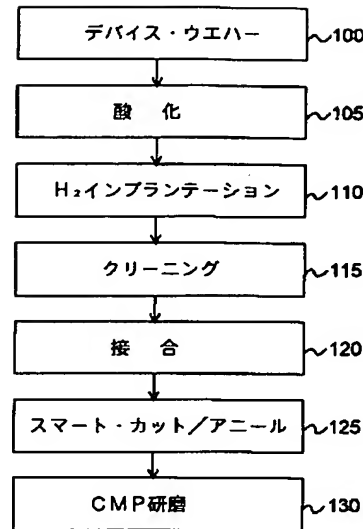 デバイス・ウエハー 100
酸 化 105
H₂インプランテーション 110
クリーニング 115
接 合 120
スマート・カット/アニール 125
CMP研磨 130